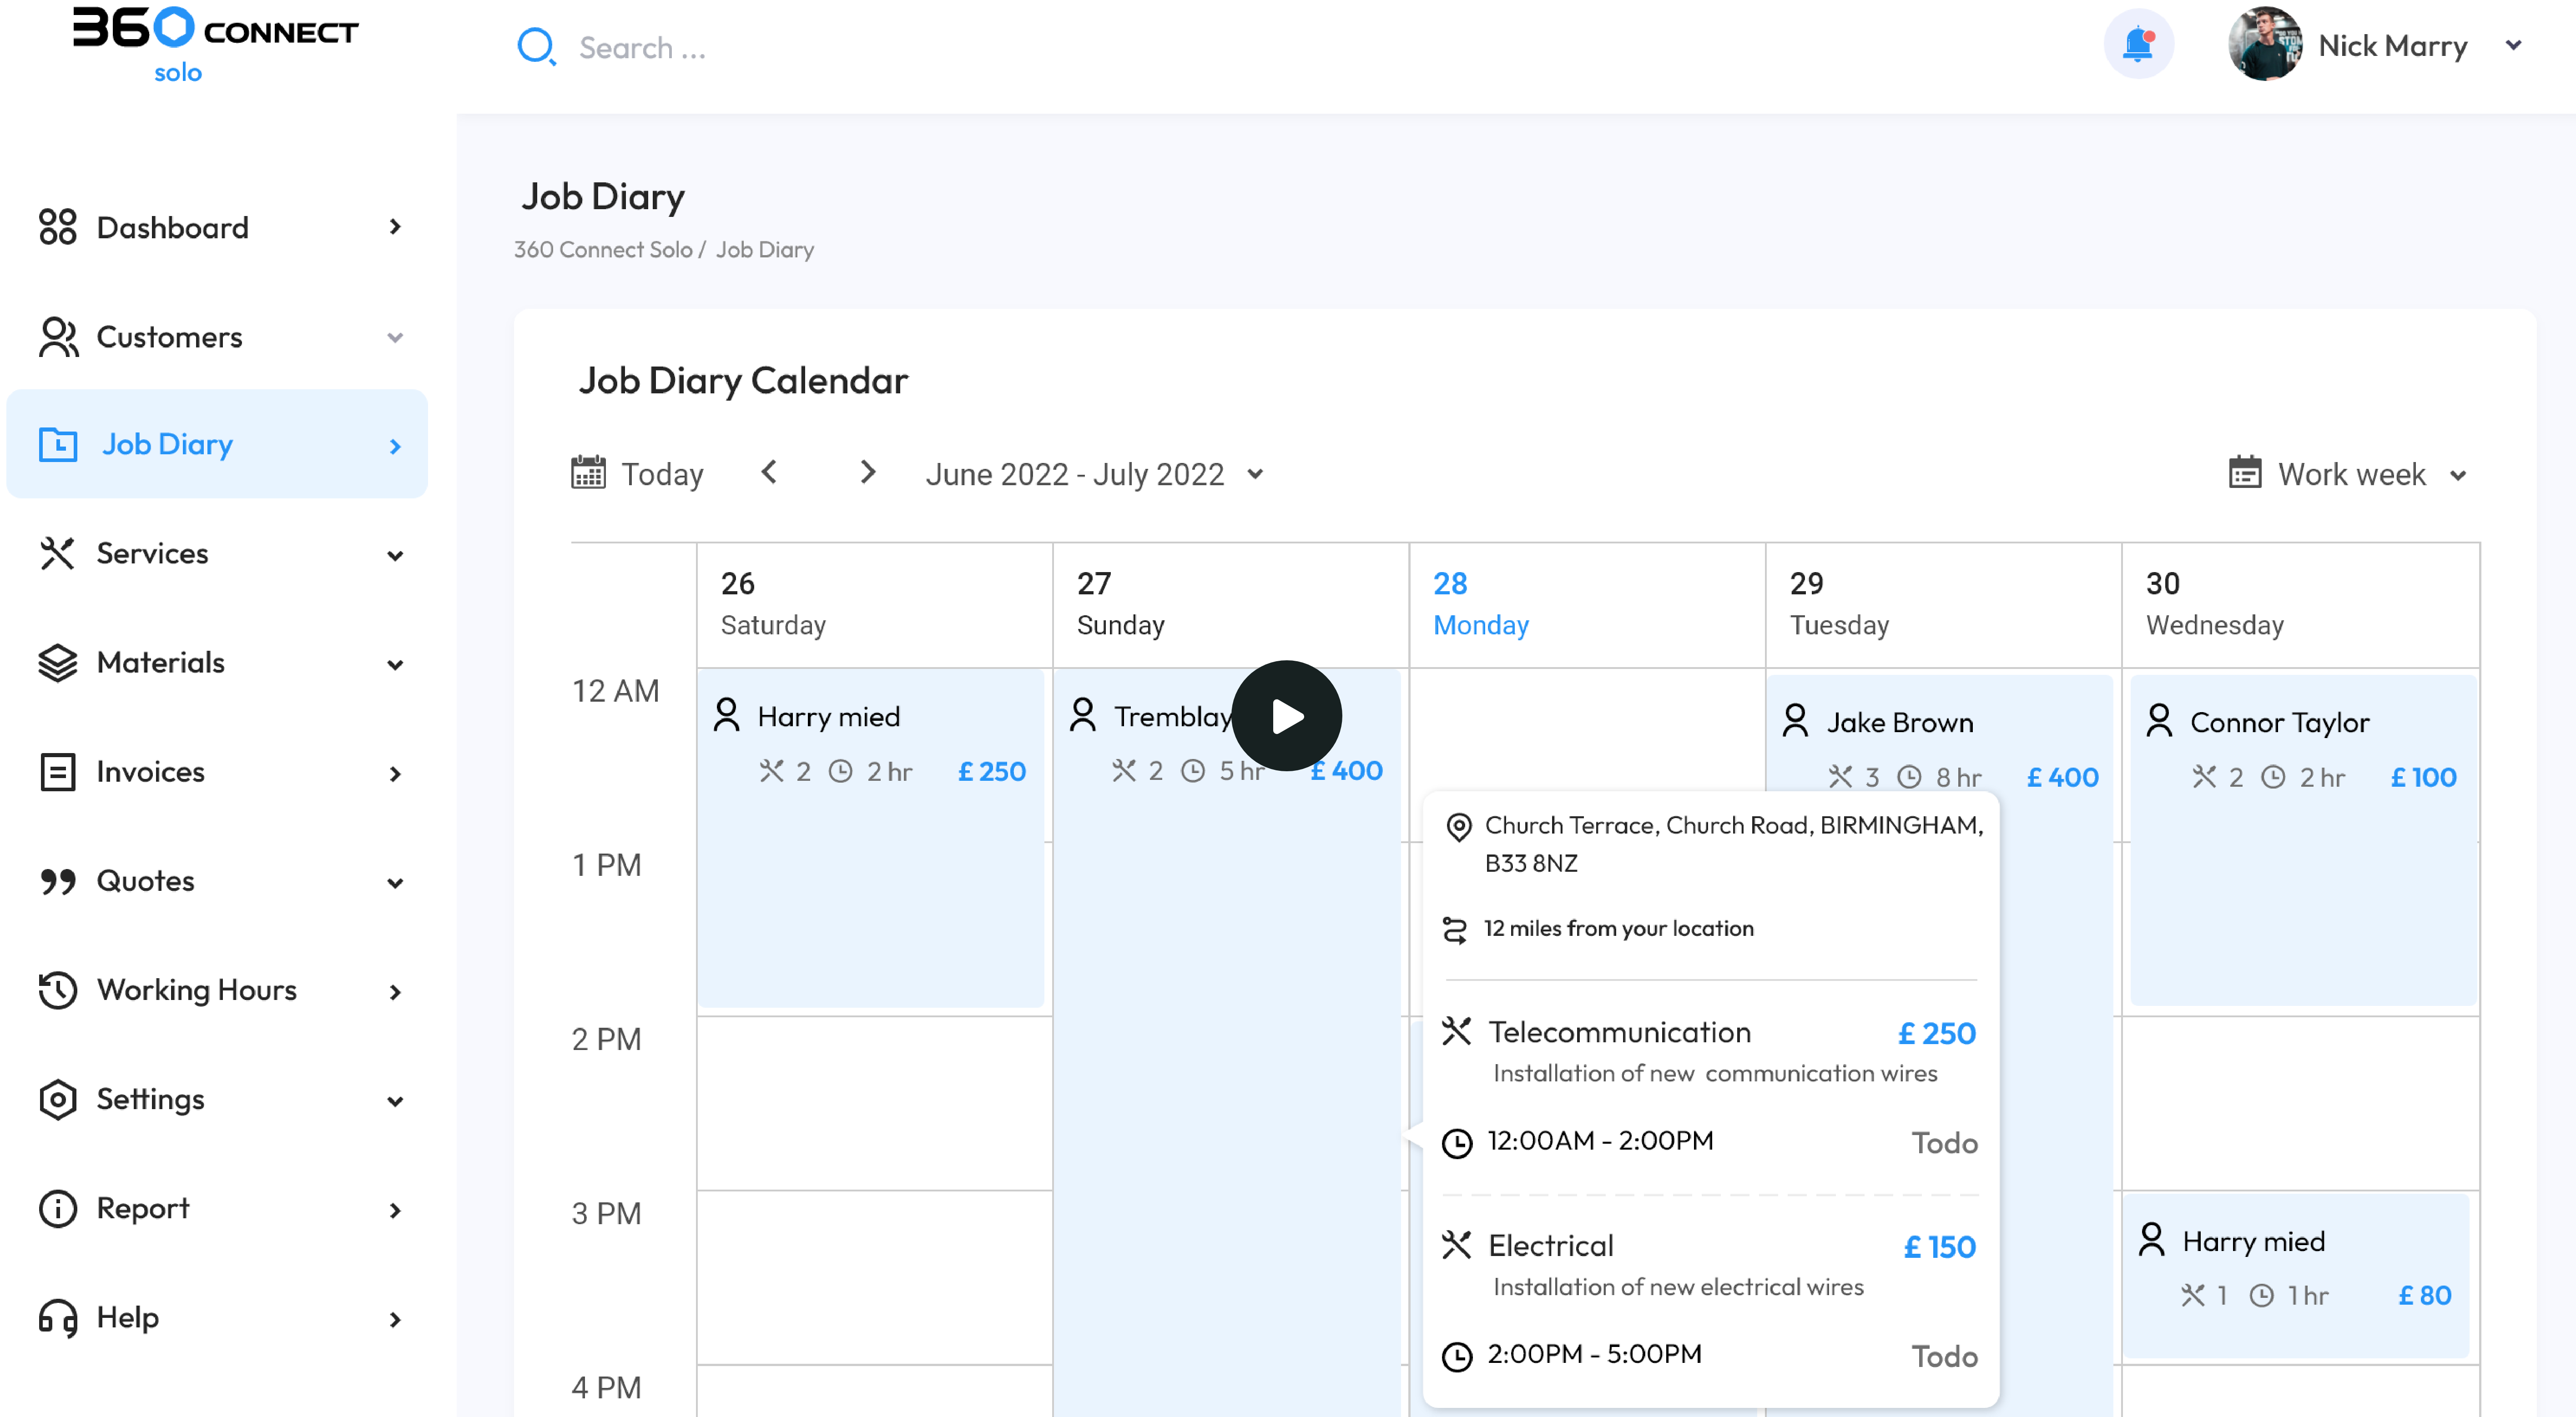 360 CONNECT
solo
Search ...
Nick Marry
Dashboard
Customers
Job Diary
Services
Materials
Invoices
Quotes
Working Hours
Settings
Report
Help
Job Diary
360 Connect Solo / Job Diary
Job Diary Calendar
Today
June 2022 - July 2022
Work week
26
Saturday
27
Sunday
28
Monday
29
Tuesday
30
Wednesday
12 AM
1 PM
2 PM
3 PM
4 PM
Harry mied
2 2 hr £ 250
Tremblay
2 5 hr £ 400
Jake Brown
3 8 hr £ 400
Connor Taylor
2 2 hr £ 100
Harry mied
1 1 hr £ 80
Church Terrace, Church Road, BIRMINGHAM,
B33 8NZ
12 miles from your location
Telecommunication £ 250
Installation of new communication wires
12:00AM - 2:00PM Todo
Electrical £ 150
Installation of new electrical wires
2:00PM - 5:00PM Todo